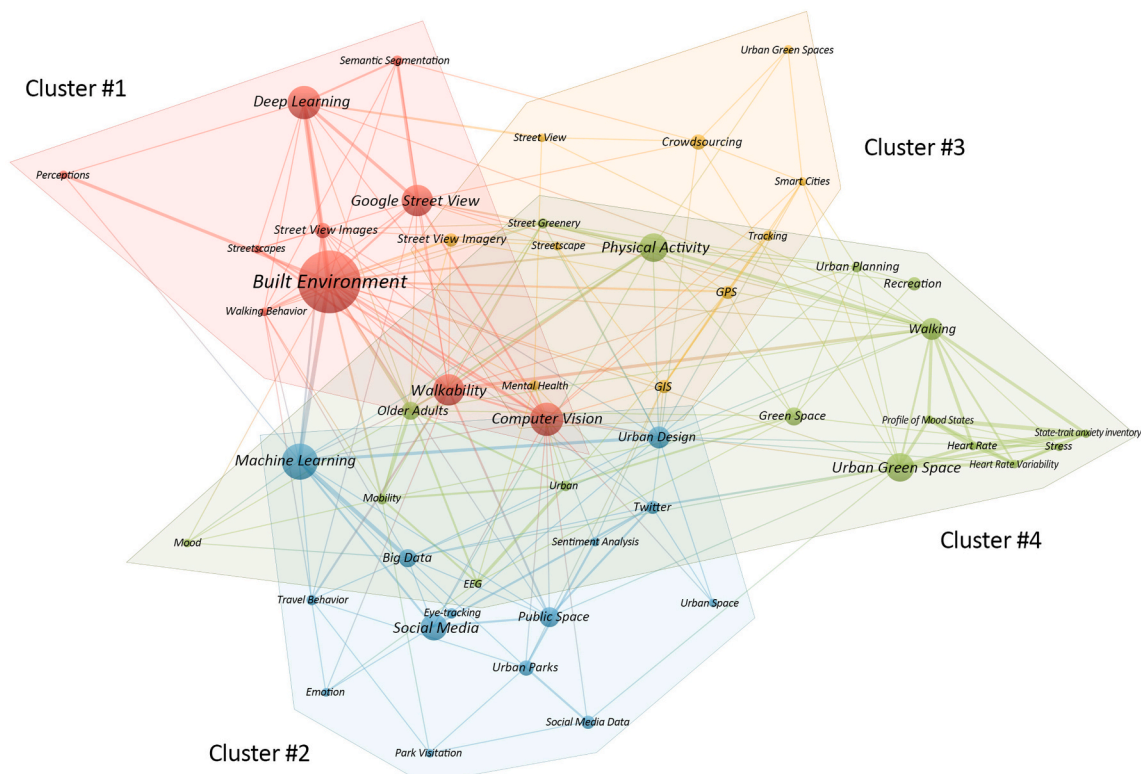 Urban Green Spaces
Semantic Segmentation
Cluster #1
Deep Learning
Street View
Crowdsourcing
Cluster #3
Perceptions
Smart Cities
Google Street View
Street Greenery
Street View Images
Street View Imagery
Tracking
Streetscapes
Streetscape
Physical Activity
Urban Planning
Built Environment
Recreation
GPS
Walking Behavior
Walking
Walkability
Mental Health
GIS
Older Adults
Computer Vision
Green Space
Profile of Mood States
Urban Design
State-trait anxiety inventory
Heart Rate
Stress
Machine Learning
Urban Green Space
Heart Rate Variability
Urban
Mobility
Twitter
Mood
Sentiment Analysis
Cluster #4
Big Data
EEG
Travel Behavior
Urban Space
Eye-tracking
Public Space
Social Media
Urban Parks
Emotion
Social Media Data
Cluster #2
Park Visitation